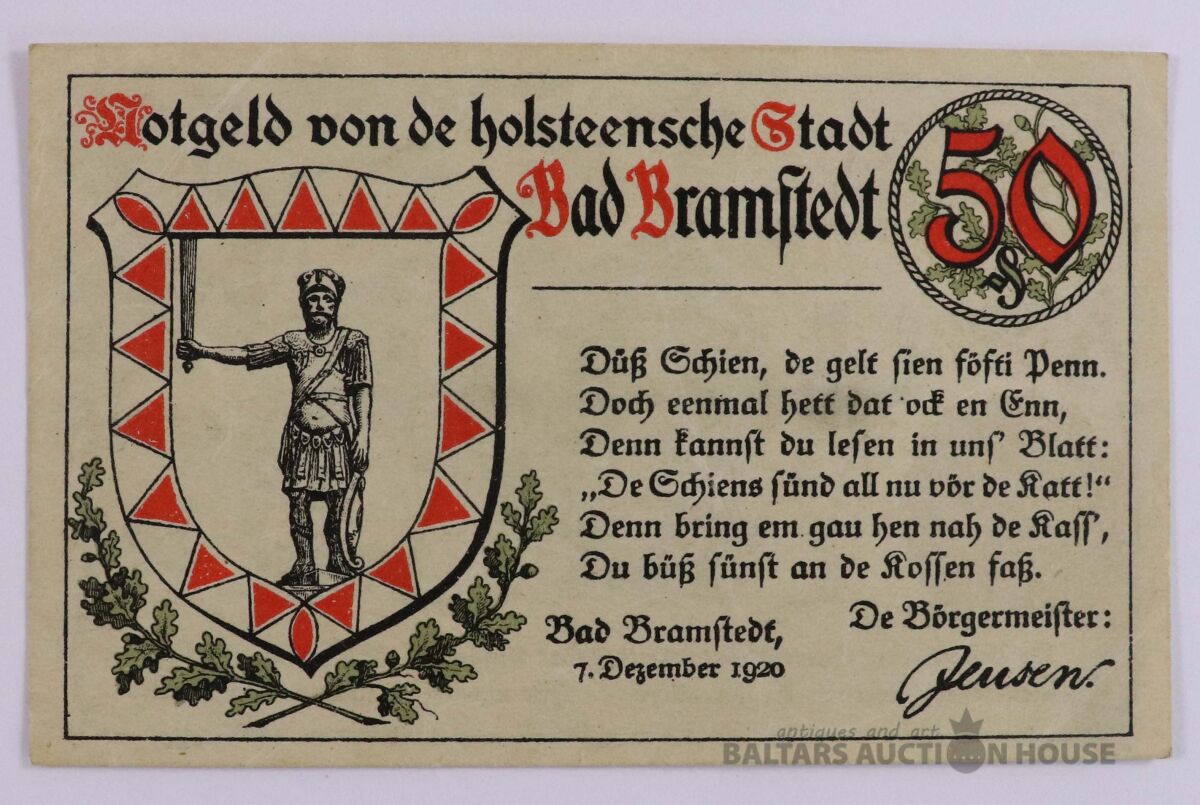 Notgeld von de holsteensche Stadt
Bad Bramstedt
50
₰
Düß Schien, de gelt sien föfti Penn.
Doch eenmal hett dat ock en Enn,
Denn kannst du lesen in uns' Blatt:
„De Schiens sünd all nu vör de Katt!“
Denn bring em gau hen nah de Kass',
Du büß sünst an de Kossen faß.
De Börgermeister:
Bad Bramstedt,
7. Dezember 1920
Jensen.
antiques and art
BALTARS AUCTION HOUSE